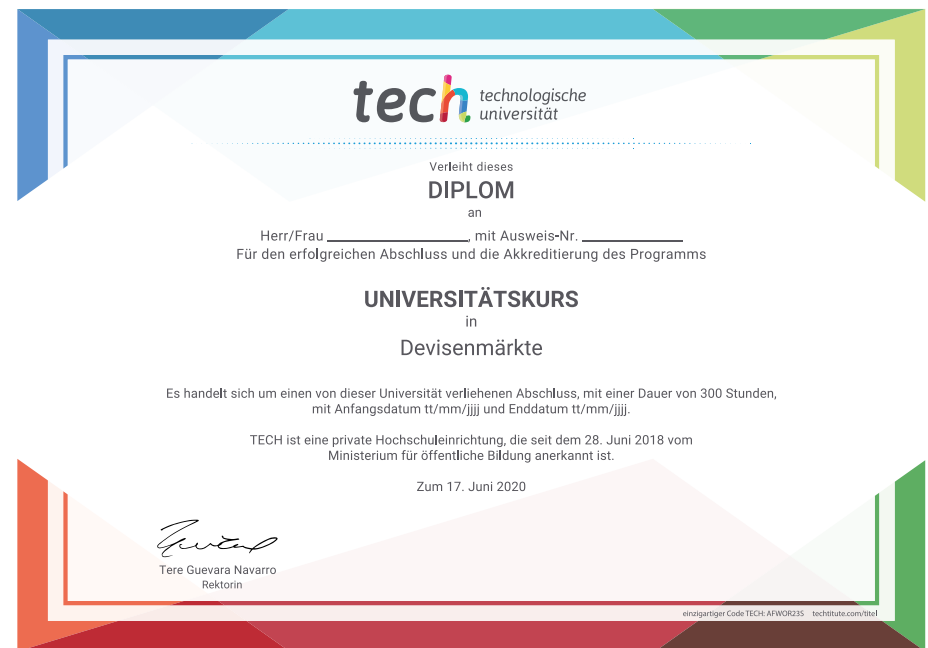 tech technologische
universität
Verleiht dieses
DIPLOM
an
Herr/Frau ____________, mit Ausweis-Nr. ____________
Für den erfolgreichen Abschluss und die Akkreditierung des Programms
UNIVERSITÄTSKURS
in
Devisenmärkte
Es handelt sich um einen von dieser Universität verliehenen Abschluss, mit einer Dauer von 300 Stunden,
mit Anfangsdatum tt/mm/jjjj und Enddatum tt/mm/jjjj.
TECH ist eine private Hochschuleinrichtung, die seit dem 28. Juni 2018 vom
Ministerium für öffentliche Bildung anerkannt ist.
Zum 17. Juni 2020
Tere Guevara Navarro
Rektorin
einzigartiger Code TECH: AFWOR23S techtitute.com/titel